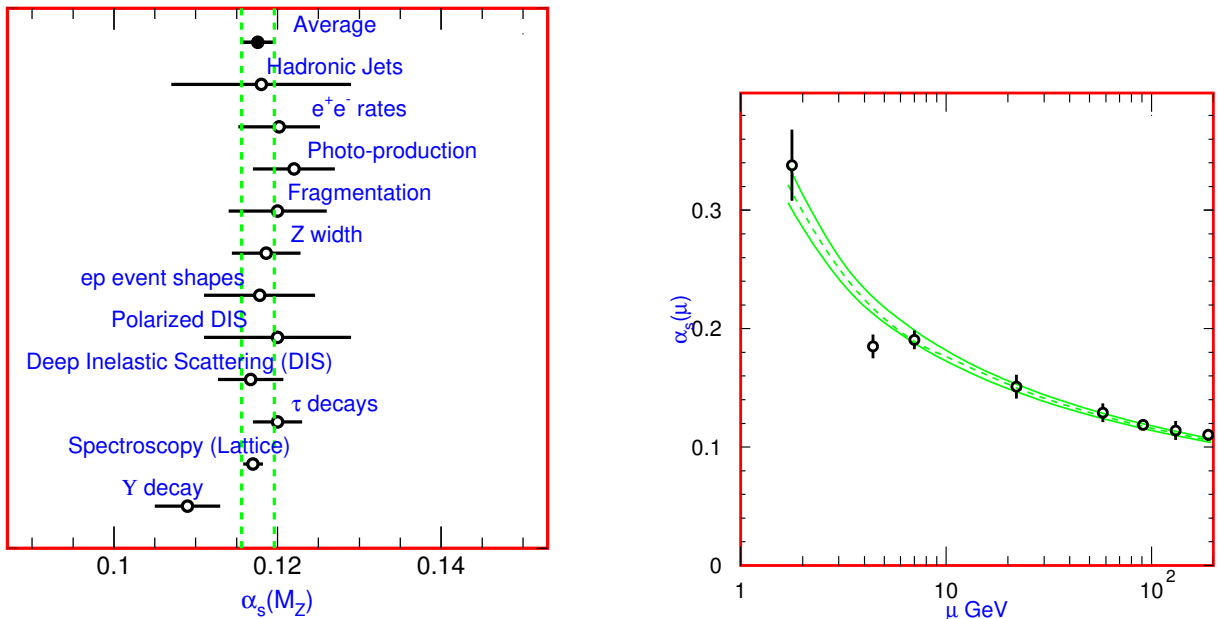 Average
Hadronic Jets
e⁺e⁻ rates
Photo-production
Fragmentation
Z width
ep event shapes
Polarized DIS
Deep Inelastic Scattering (DIS)
τ decays
Spectroscopy (Lattice)
Υ decay
0.1 0.12 0.14
αₛ(M_Z)
0.3
0.2
0.1
0
αₛ(μ)
1 10 10²
μ GeV